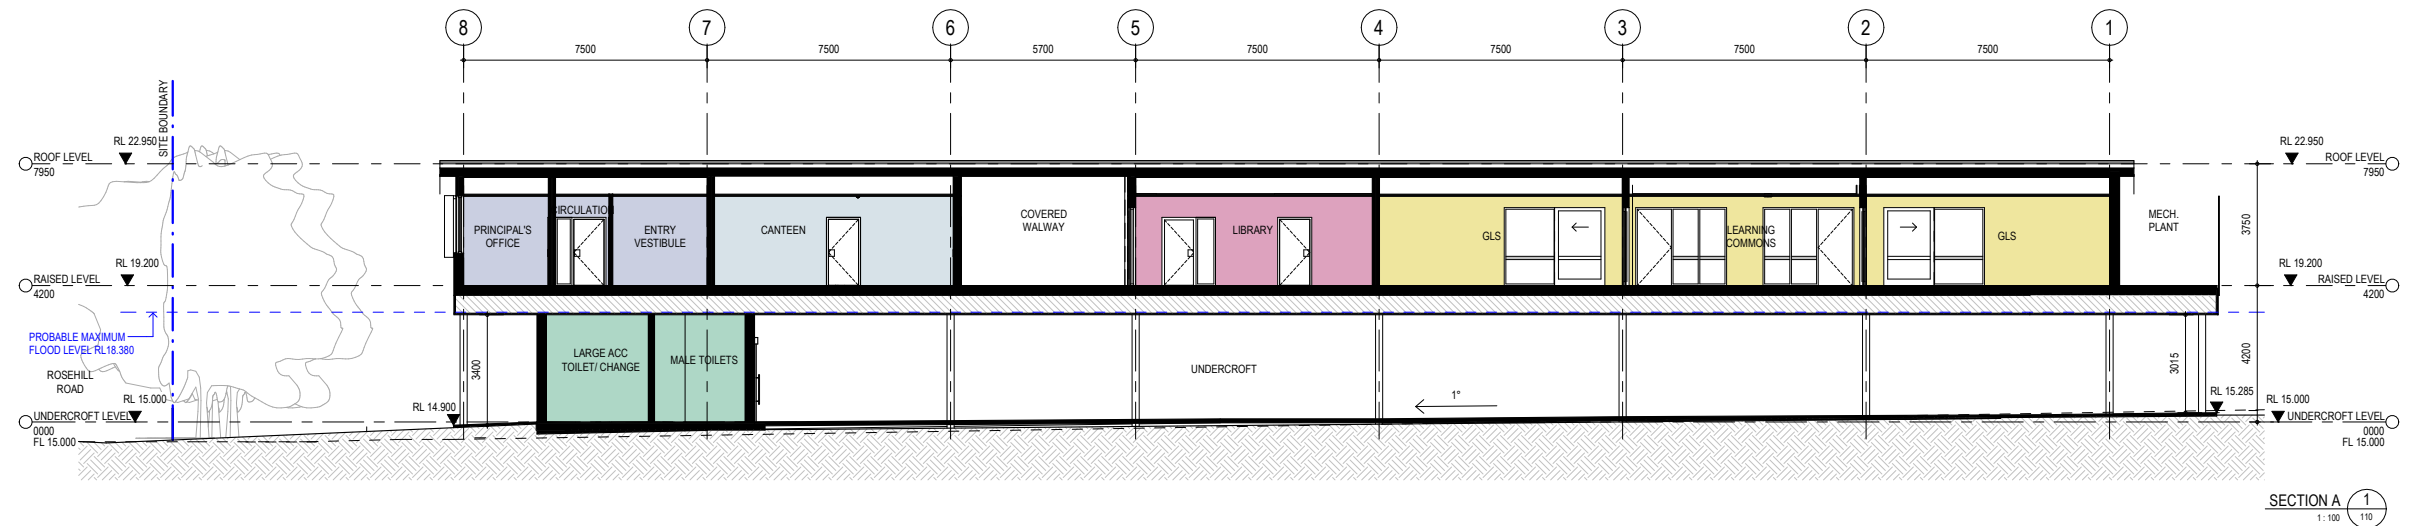 8
7
6
5
4
3
2
1
7500
7500
5700
7500
7500
7500
7500
SITE BOUNDARY
RL 22.950
ROOF LEVEL
7950
RL 22.950
ROOF LEVEL
7950
CIRCULATION
PRINCIPAL'S
OFFICE
ENTRY
VESTIBULE
CANTEEN
COVERED
WALWAY
LIBRARY
GLS
LEARNING
COMMONS
GLS
MECH.
PLANT
3750
RL 19.200
RAISED LEVEL
4200
RL 19.200
RAISED LEVEL
4200
PROBABLE MAXIMUM
FLOOD LEVEL RL18.380
ROSEHILL
ROAD
3400
LARGE ACC
TOILET/ CHANGE
MALE TOILETS
UNDERCROFT
1°
3015
4200
RL 15.285
RL 14.900
RL 15.000
UNDERCROFT LEVEL
0000
FL 15.000
RL 15.000
UNDERCROFT LEVEL
0000
FL 15.000
SECTION A
1 : 100
1
110